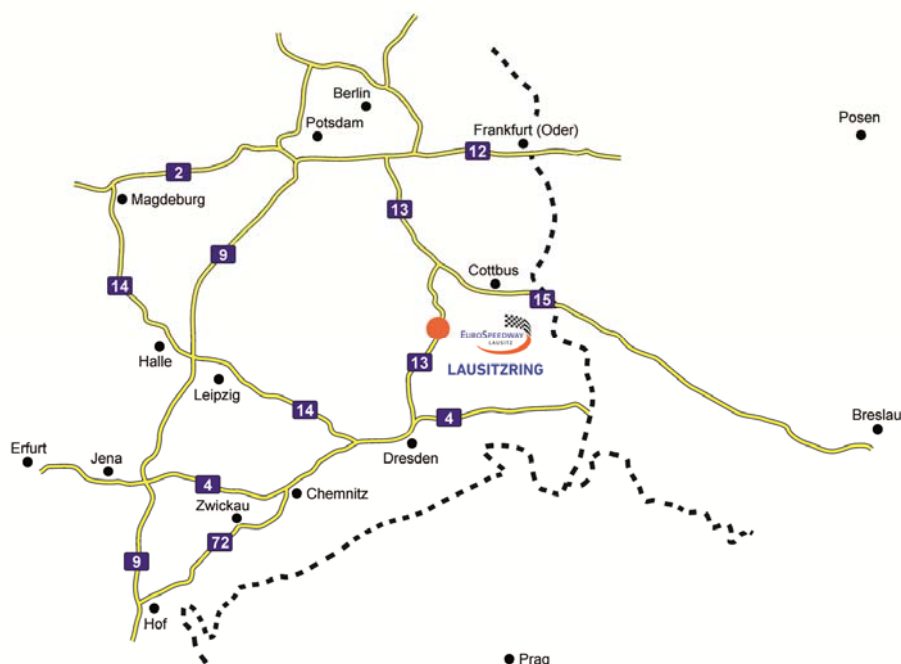 Berlin
Potsdam
Frankfurt (Oder)
Posen
12
2
Magdeburg
13
9
Cottbus
14
15
EuroSpeedway
LAUSITZ
Halle
13
LAUSITZRING
Leipzig
14
4
Breslau
Erfurt
Jena
Dresden
4
Chemnitz
Zwickau
72
9
Hof
Prag